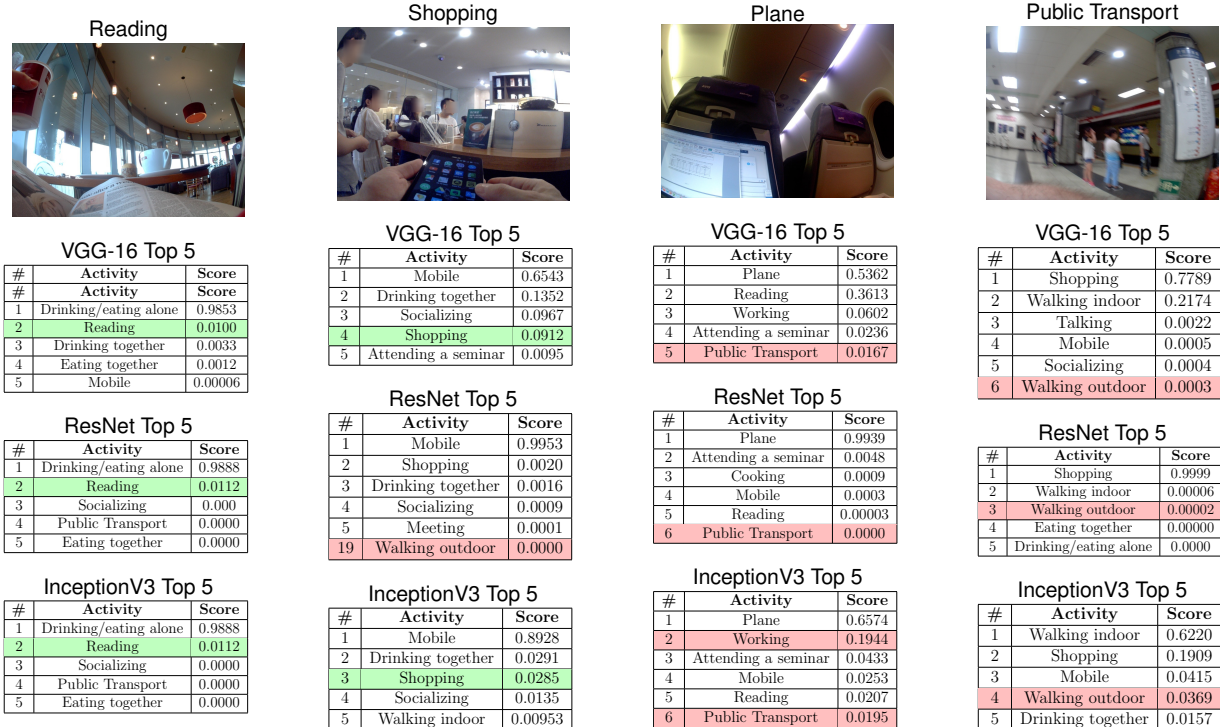 Reading
VGG-16 Top 5
# Activity Score
# Activity Score
1 Drinking/eating alone 0.9853
2 Reading 0.0100
3 Drinking together 0.0033
4 Eating together 0.0012
5 Mobile 0.00006
ResNet Top 5
# Activity Score
1 Drinking/eating alone 0.9888
2 Reading 0.0112
3 Socializing 0.000
4 Public Transport 0.0000
5 Eating together 0.0000
InceptionV3 Top 5
# Activity Score
1 Drinking/eating alone 0.9888
2 Reading 0.0112
3 Socializing 0.0000
4 Public Transport 0.0000
5 Eating together 0.0000
Shopping
VGG-16 Top 5
# Activity Score
1 Mobile 0.6543
2 Drinking together 0.1352
3 Socializing 0.0967
4 Shopping 0.0912
5 Attending a seminar 0.0095
ResNet Top 5
# Activity Score
1 Mobile 0.9953
2 Shopping 0.0020
3 Drinking together 0.0016
4 Socializing 0.0009
5 Meeting 0.0001
19 Walking outdoor 0.0000
InceptionV3 Top 5
# Activity Score
1 Mobile 0.8928
2 Drinking together 0.0291
3 Shopping 0.0285
4 Socializing 0.0135
5 Walking indoor 0.00953
Plane
VGG-16 Top 5
# Activity Score
1 Plane 0.5362
2 Reading 0.3613
3 Working 0.0602
4 Attending a seminar 0.0236
5 Public Transport 0.0167
ResNet Top 5
# Activity Score
1 Plane 0.9939
2 Attending a seminar 0.0048
3 Cooking 0.0009
4 Mobile 0.0003
5 Reading 0.00003
6 Public Transport 0.0000
InceptionV3 Top 5
# Activity Score
1 Plane 0.6574
2 Working 0.1944
3 Attending a seminar 0.0433
4 Mobile 0.0253
5 Reading 0.0207
6 Public Transport 0.0195
Public Transport
VGG-16 Top 5
# Activity Score
1 Shopping 0.7789
2 Walking indoor 0.2174
3 Talking 0.0022
4 Mobile 0.0005
5 Socializing 0.0004
6 Walking outdoor 0.0003
ResNet Top 5
# Activity Score
1 Shopping 0.9999
2 Walking indoor 0.00006
3 Walking outdoor 0.00002
4 Eating together 0.00000
5 Drinking/eating alone 0.0000
InceptionV3 Top 5
# Activity Score
1 Walking indoor 0.6220
2 Shopping 0.1909
3 Mobile 0.0415
4 Walking outdoor 0.0369
5 Drinking together 0.0157